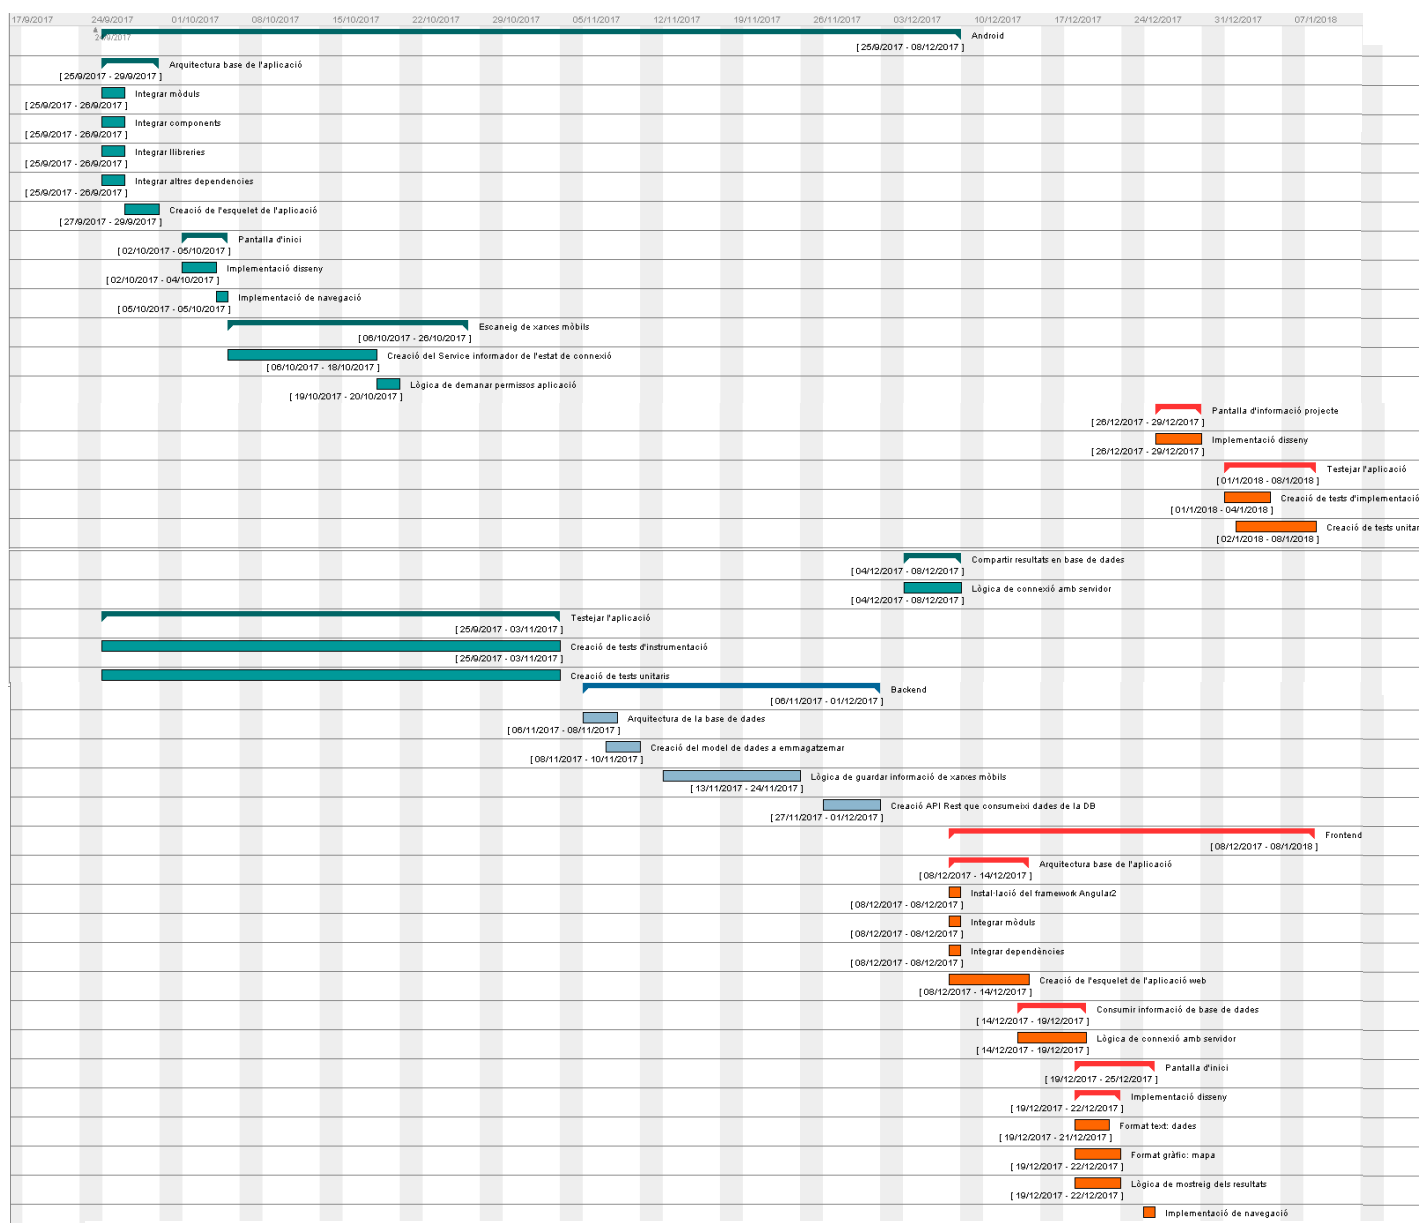 17/9/2017 24/9/2017 01/10/2017 08/10/2017 15/10/2017 22/10/2017 29/10/2017 05/11/2017 12/11/2017 19/11/2017 26/11/2017 03/12/2017 10/12/2017 17/12/2017 24/12/2017 31/12/2017 07/1/2018
24/9/2017
Android
[ 25/9/2017 - 08/12/2017 ]
Arquitectura base de l'aplicació
[ 25/9/2017 - 29/9/2017 ]
Integrar mòduls
[ 25/9/2017 - 26/9/2017 ]
Integrar components
[ 25/9/2017 - 26/9/2017 ]
Integrar llibreries
[ 25/9/2017 - 26/9/2017 ]
Integrar altres dependencies
[ 25/9/2017 - 26/9/2017 ]
Creació de l'esquelet de l'aplicació
[ 27/9/2017 - 29/9/2017 ]
Pantalla d'inici
[ 02/10/2017 - 05/10/2017 ]
Implementació disseny
[ 02/10/2017 - 04/10/2017 ]
Implementació de navegació
[ 05/10/2017 - 05/10/2017 ]
Escaneig de xarxes mòbils
[ 06/10/2017 - 26/10/2017 ]
Creació del Service informador de l'estat de connexió
[ 06/10/2017 - 18/10/2017 ]
Lògica de demanar permissos aplicació
[ 19/10/2017 - 20/10/2017 ]
Pantalla d'informació projecte
[ 26/12/2017 - 29/12/2017 ]
Implementació disseny
[ 26/12/2017 - 29/12/2017 ]
Testejar l'aplicació
[ 01/1/2018 - 08/1/2018 ]
Creació de tests d'implementació
[ 01/1/2018 - 04/1/2018 ]
Creació de tests unitar
[ 02/1/2018 - 08/1/2018 ]
Compartir resultats en base de dades
[ 04/12/2017 - 08/12/2017 ]
Lògica de connexió amb servidor
[ 04/12/2017 - 08/12/2017 ]
Testejar l'aplicació
[ 25/9/2017 - 03/11/2017 ]
Creació de tests d'instrumentació
[ 25/9/2017 - 03/11/2017 ]
Creació de tests unitaris
Backend
[ 06/11/2017 - 01/12/2017 ]
Arquitectura de la base de dades
[ 06/11/2017 - 08/11/2017 ]
Creació del model de dades a emmagatzemar
[ 08/11/2017 - 10/11/2017 ]
Lògica de guardar informació de xarxes mòbils
[ 13/11/2017 - 24/11/2017 ]
Creació API Rest que consumeixi dades de la DB
[ 27/11/2017 - 01/12/2017 ]
Frontend
[ 08/12/2017 - 08/1/2018 ]
Arquitectura base de l'aplicació
[ 08/12/2017 - 14/12/2017 ]
Instal·lació del framework Angular2
[ 08/12/2017 - 08/12/2017 ]
Integrar mòduls
[ 08/12/2017 - 08/12/2017 ]
Integrar dependències
[ 08/12/2017 - 08/12/2017 ]
Creació de l'esquelet de l'aplicació web
[ 08/12/2017 - 14/12/2017 ]
Consumir informació de base de dades
[ 14/12/2017 - 19/12/2017 ]
Lògica de connexió amb servidor
[ 14/12/2017 - 19/12/2017 ]
Pantalla d'inici
[ 19/12/2017 - 25/12/2017 ]
Implementació disseny
[ 19/12/2017 - 22/12/2017 ]
Format text: dades
[ 19/12/2017 - 21/12/2017 ]
Format gràfic: mapa
[ 19/12/2017 - 22/12/2017 ]
Lògica de mostreig dels resultats
[ 19/12/2017 - 22/12/2017 ]
Implementació de navegació